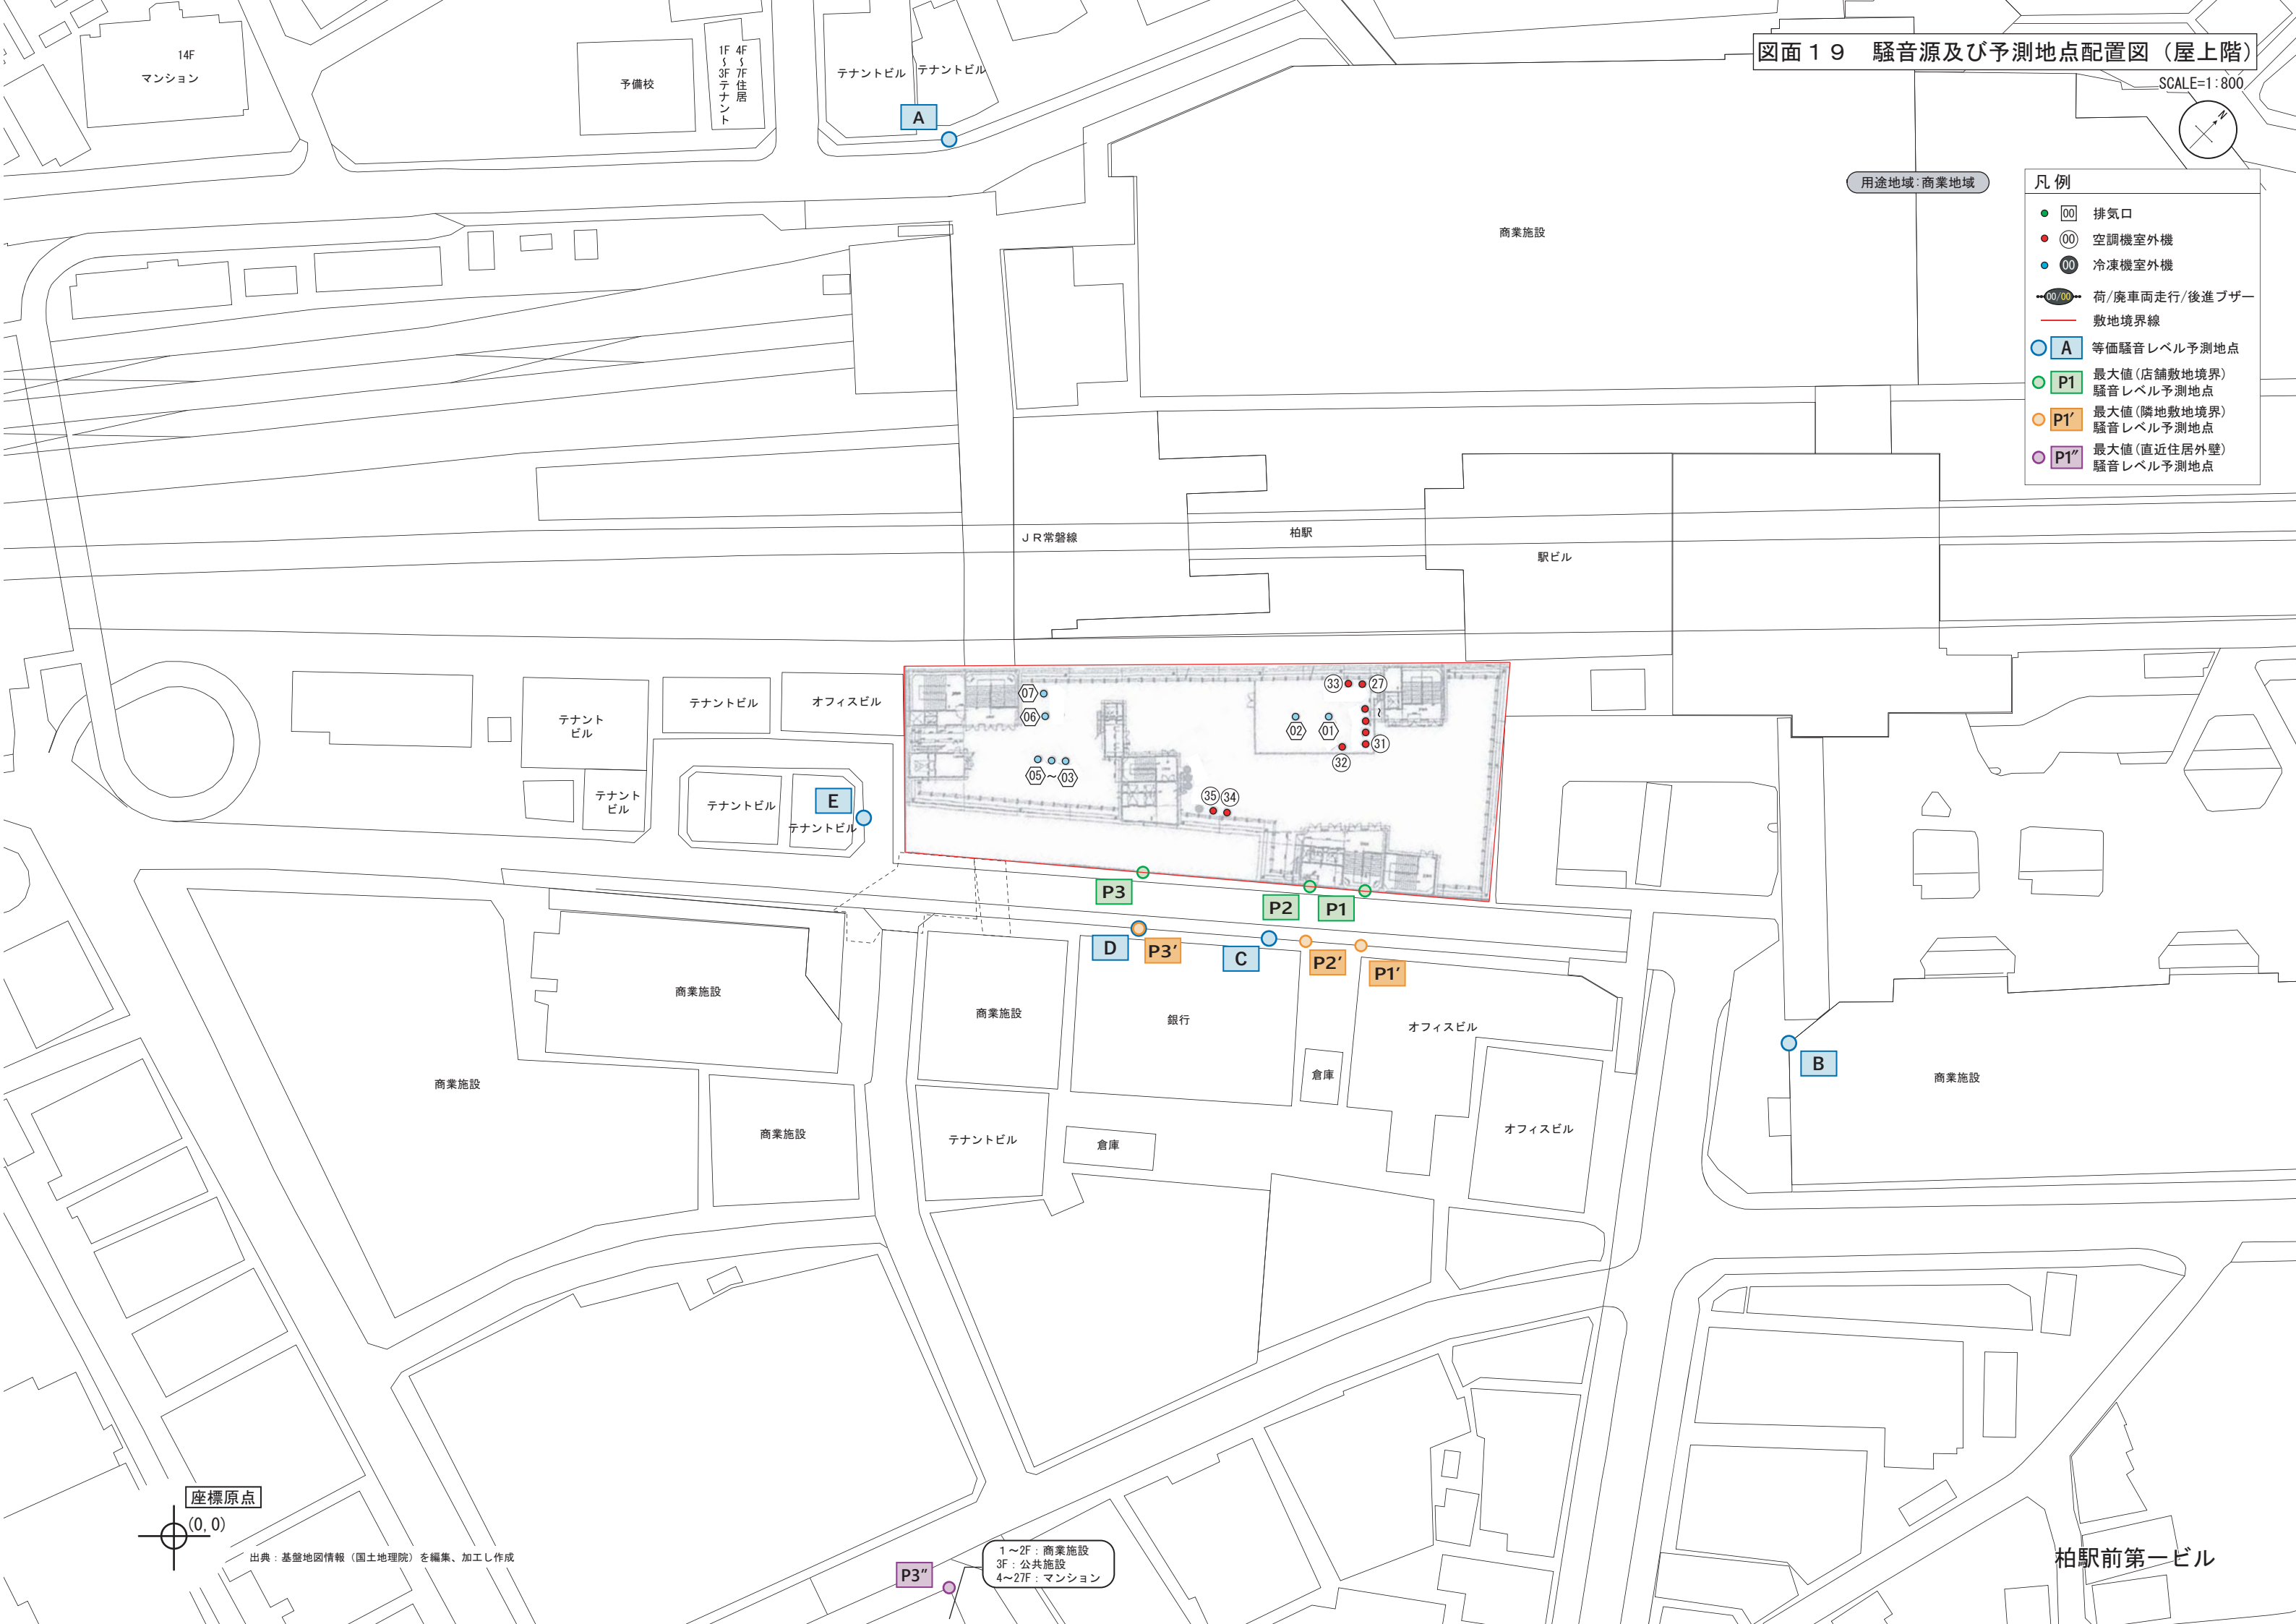 図面１９　騒音源及び予測地点配置図（屋上階）
SCALE=1:800
N
用途地域:商業地域
凡例
00 排気口
00 空調機室外機
00 冷凍機室外機
00/00 荷/廃車両走行/後進ブザー
敷地境界線
A 等価騒音レベル予測地点
P1 最大値(店舗敷地境界)
騒音レベル予測地点
P1′ 最大値(隣地敷地境界)
騒音レベル予測地点
P1″ 最大値(直近住居外壁)
騒音レベル予測地点
14F
マンション
予備校
1F～3Fテナント
4F～7F住居
テナントビル
テナントビル
A
商業施設
ＪＲ常磐線
柏駅
駅ビル
テナント
ビル
テナントビル
オフィスビル
テナント
ビル
テナントビル
E
テナントビル
07
06
05～03
33
27
～
02
01
31
32
35
34
P3
P2
P1
D
P3′
C
P2′
P1′
商業施設
商業施設
銀行
オフィスビル
倉庫
B
商業施設
商業施設
商業施設
テナントビル
倉庫
オフィスビル
座標原点
(0,0)
出典：基盤地図情報（国土地理院）を編集、加工し作成
P3″
１～2F：商業施設
3F：公共施設
4～27F：マンション
柏駅前第一ビル